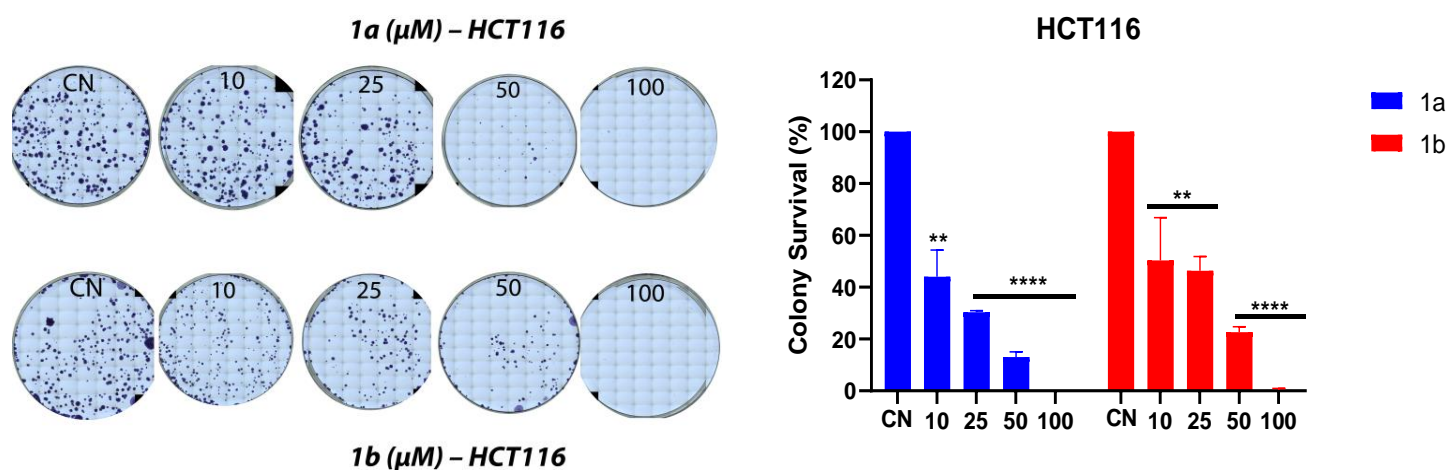 1a (µM) – HCT116
CN 10 25 50 100
CN 10 25 50 100
1b (µM) – HCT116
HCT116
Colony Survival (%)
120
100
80
60
40
20
0
**
****
**
****
CN 10 25 50 100 CN 10 25 50 100
1a
1b